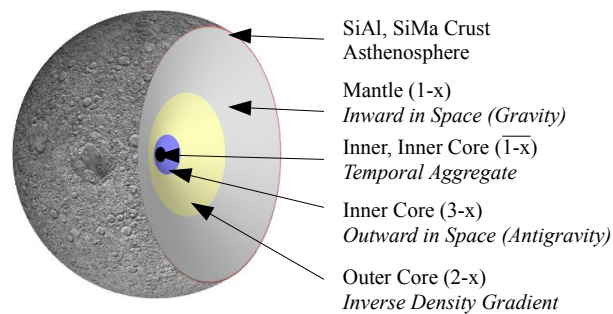 SiAl, SiMa Crust
Asthenosphere
Mantle (1-x)
Inward in Space (Gravity)
Inner, Inner Core (1-x)
Temporal Aggregate
Inner Core (3-x)
Outward in Space (Antigravity)
Outer Core (2-x)
Inverse Density Gradient